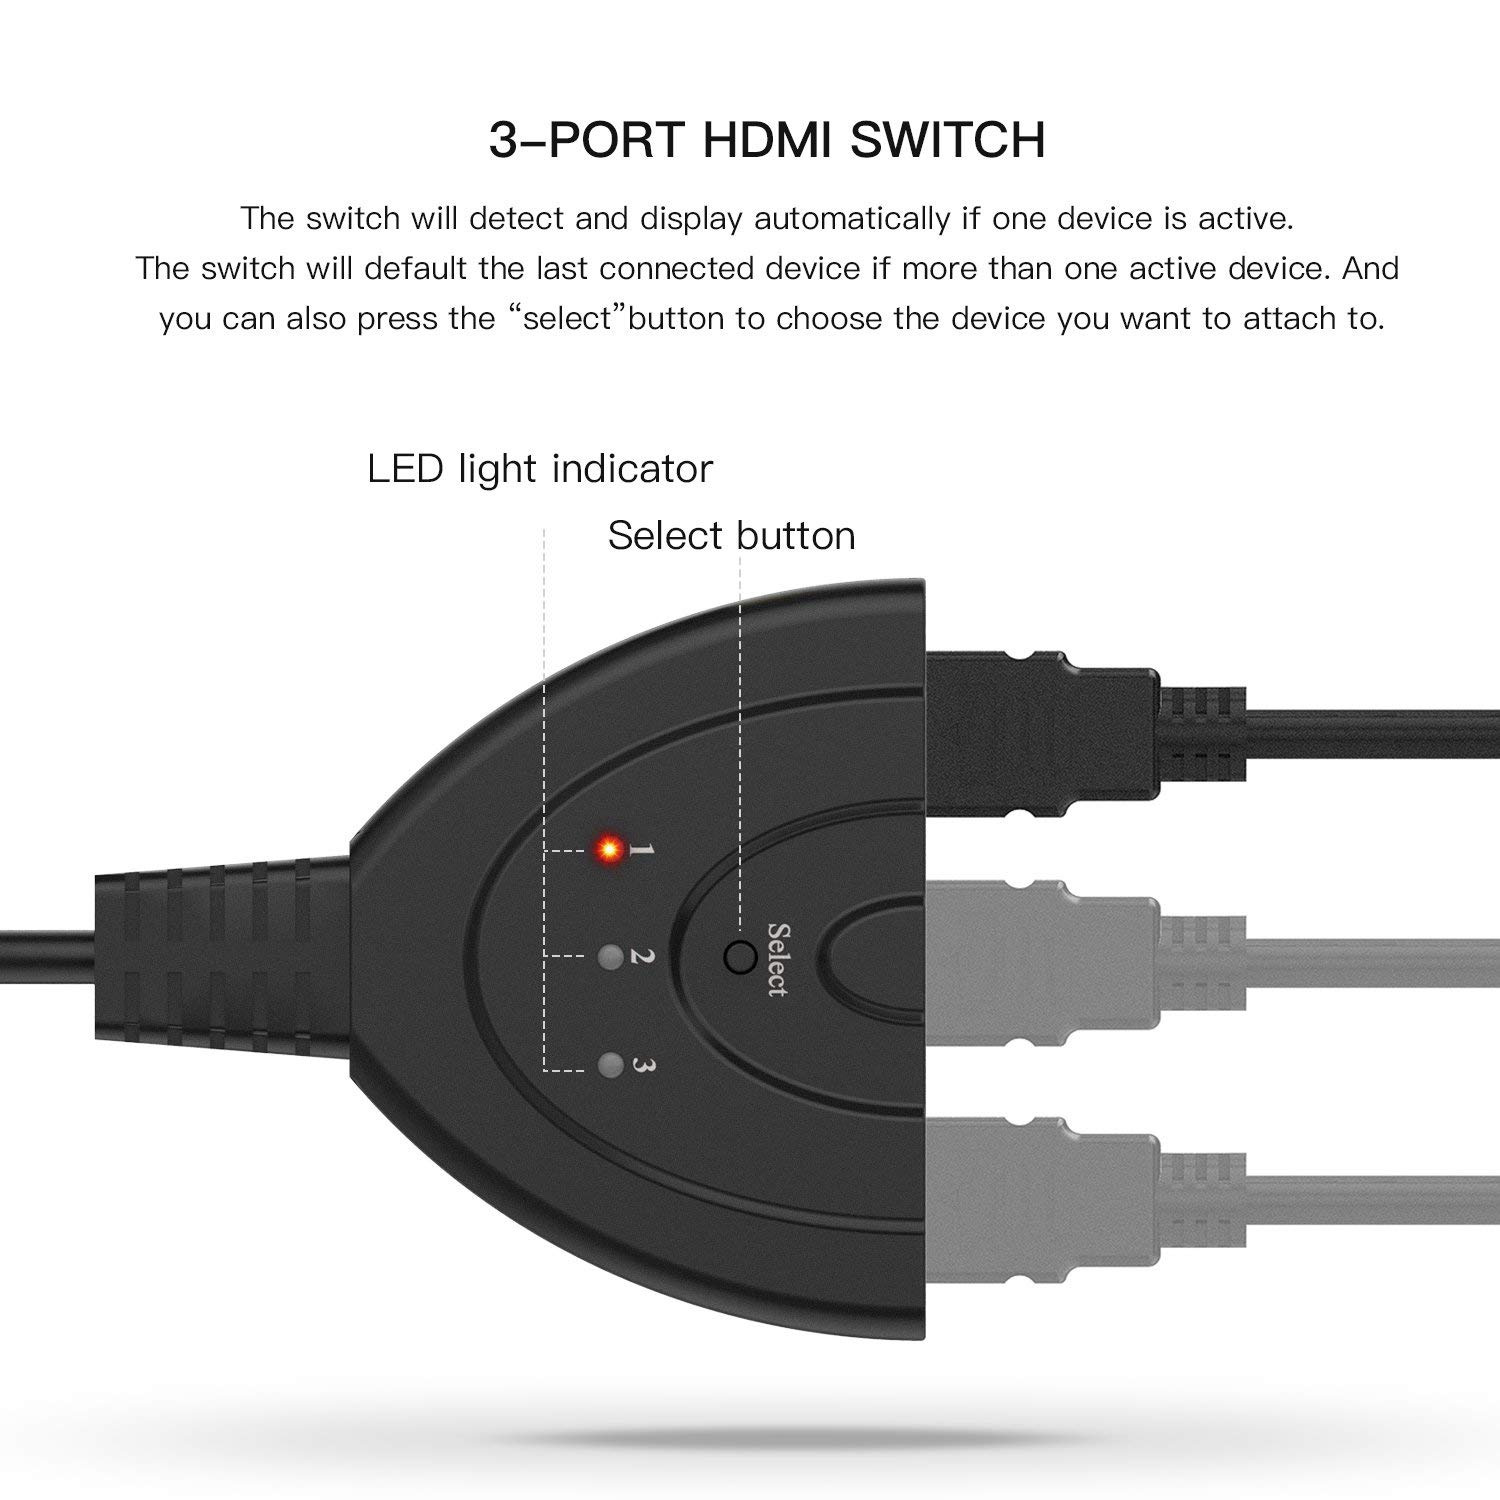 3-PORT HDMI SWITCH
The switch will detect and display automatically if one device is active.
The switch will default the last connected device if more than one active device. And
you can also press the “select”button to choose the device you want to attach to.
LED light indicator
Select button
1
2
3
Select